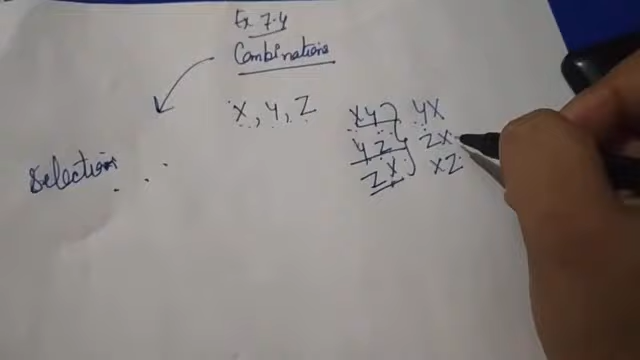 Ex 7.4
Combinations
X, Y, Z
XY YX
YZ ZX
ZX XZ
Selection